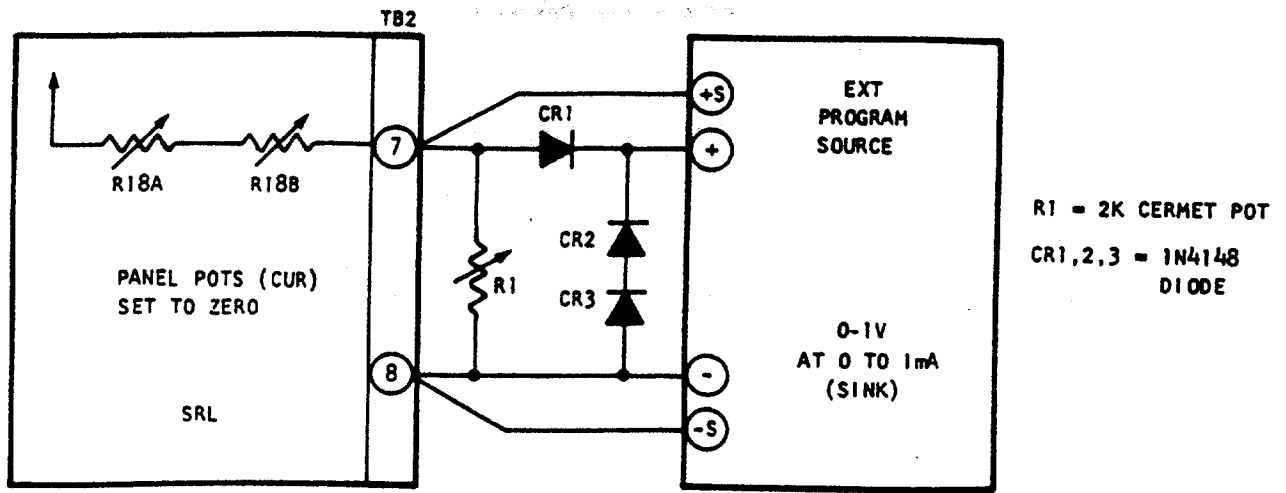 TB2
R18A
R18B
7
PANEL POTS (CUR)
SET TO ZERO
8
SRL
CR1
R1
CR2
CR3
+S
+
-
-S
EXT
PROGRAM
SOURCE
0-1V
AT 0 TO 1mA
(SINK)
R1 = 2K CERMET POT
CR1,2,3 = 1N4148
DIODE